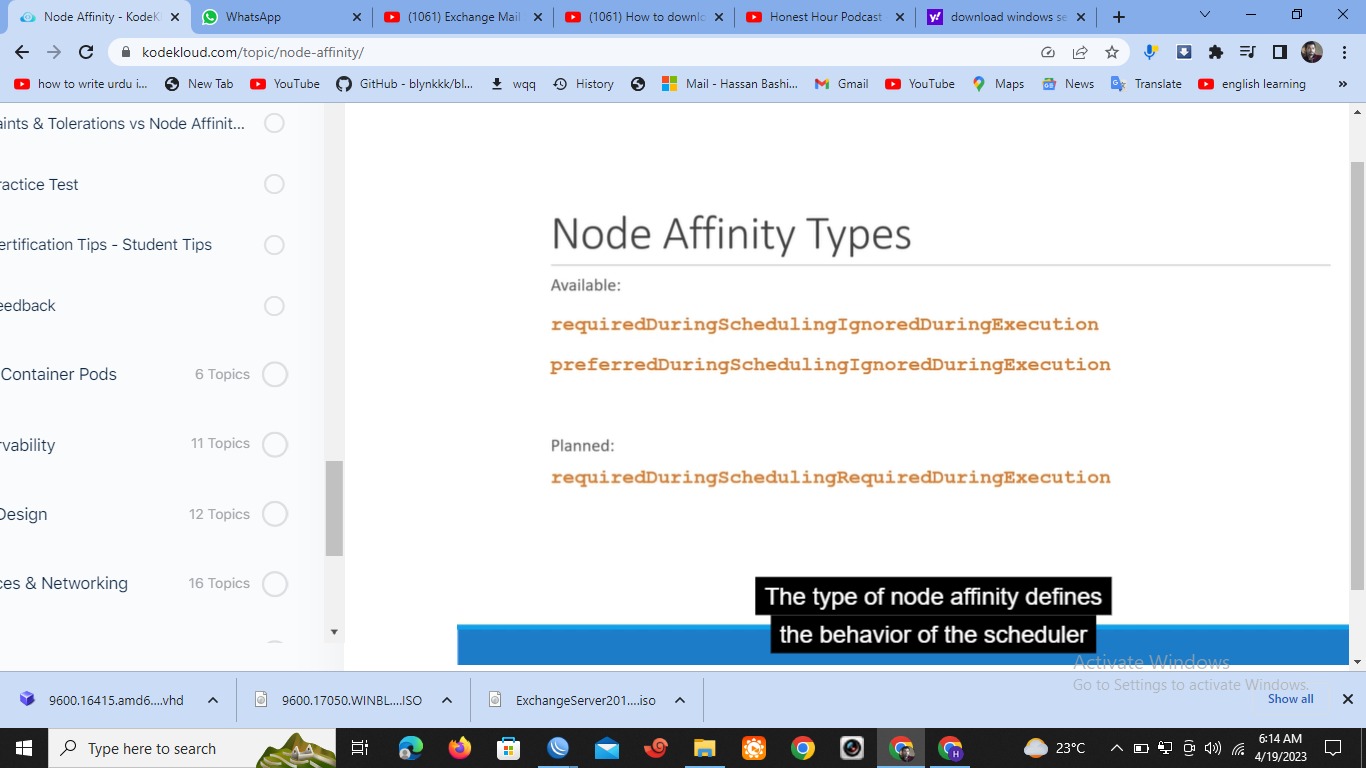 Node Affinity - KodeK
WhatsApp
(1061) Exchange Mail
(1061) How to downlo
Honest Hour Podcast
download windows se
kodekloud.com/topic/node-affinity/
how to write urdu i...
New Tab
YouTube
GitHub - blynkkk/bl...
wqq
History
Mail - Hassan Bashi...
Gmail
YouTube
Maps
News
Translate
english learning
»
aints & Tolerations vs Node Affinit...
ractice Test
ertification Tips - Student Tips
eedback
Container Pods 6 Topics
rvability 11 Topics
Design 12 Topics
ces & Networking 16 Topics
Node Affinity Types
Available:
requiredDuringSchedulingIgnoredDuringExecution
preferredDuringSchedulingIgnoredDuringExecution
Planned:
requiredDuringSchedulingRequiredDuringExecution
The type of node affinity defines
the behavior of the scheduler
Activate Windows
Go to Settings to activate Windows.
9600.16415.amd6....vhd
9600.17050.WINBL....ISO
ExchangeServer201....iso
Show all
Type here to search
23°C
6:14 AM
4/19/2023